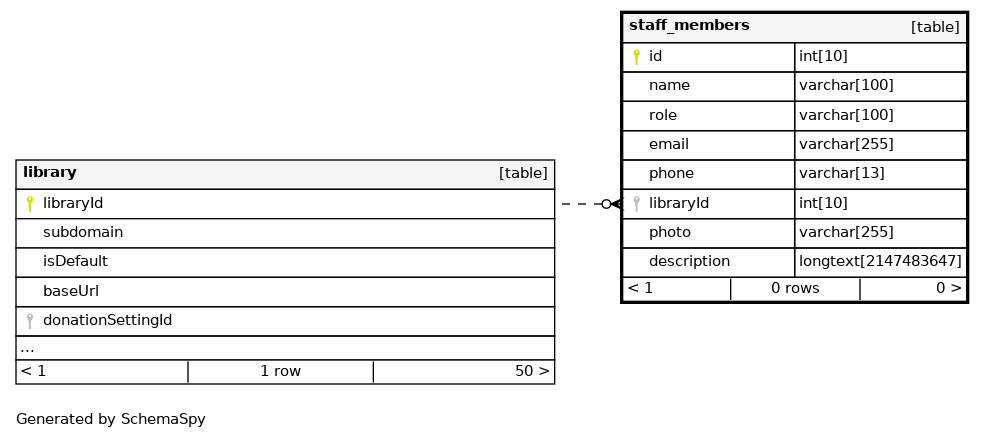 staff_members [table]
id int[10]
name varchar[100]
role varchar[100]
email varchar[255]
phone varchar[13]
libraryId int[10]
photo varchar[255]
description longtext[2147483647]
< 1 0 rows 0 >
library [table]
libraryId
subdomain
isDefault
baseUrl
donationSettingId
...
< 1 1 row 50 >
Generated by SchemaSpy